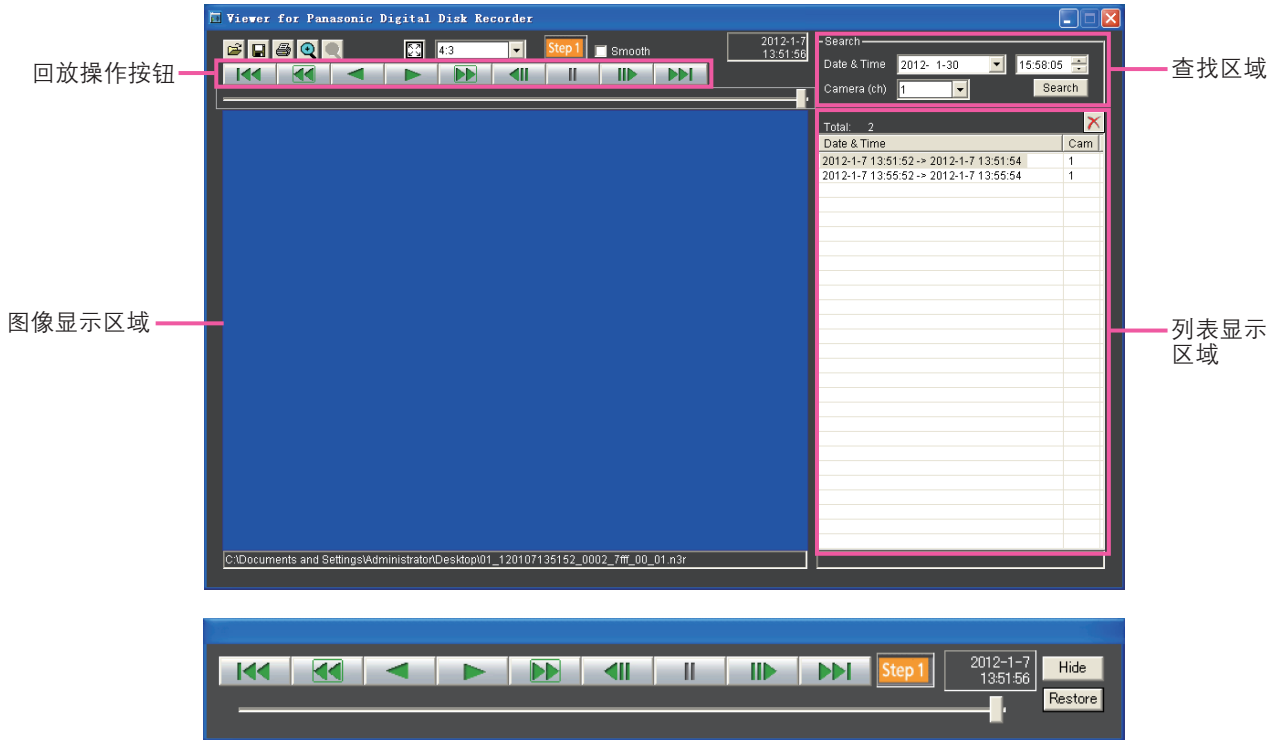 Viewer for Panasonic Digital Disk Recorder
4:3
Step 1
Smooth
2012-1-7
13:51:56
回放操作按钮
Search
Date & Time
2012- 1-30
15:58:05
Camera (ch)
1
Search
查找区域
Total: 2
Date & Time Cam
2012-1-7 13:51:52 -> 2012-1-7 13:51:54 1
2012-1-7 13:55:52 -> 2012-1-7 13:55:54 1
图像显示区域
列表显示
区域
C:\Documents and Settings\Administrator\Desktop\01_120107135152_0002_7fff_00_01.n3r
Step 1
2012-1-7
13:51:56
Hide
Restore